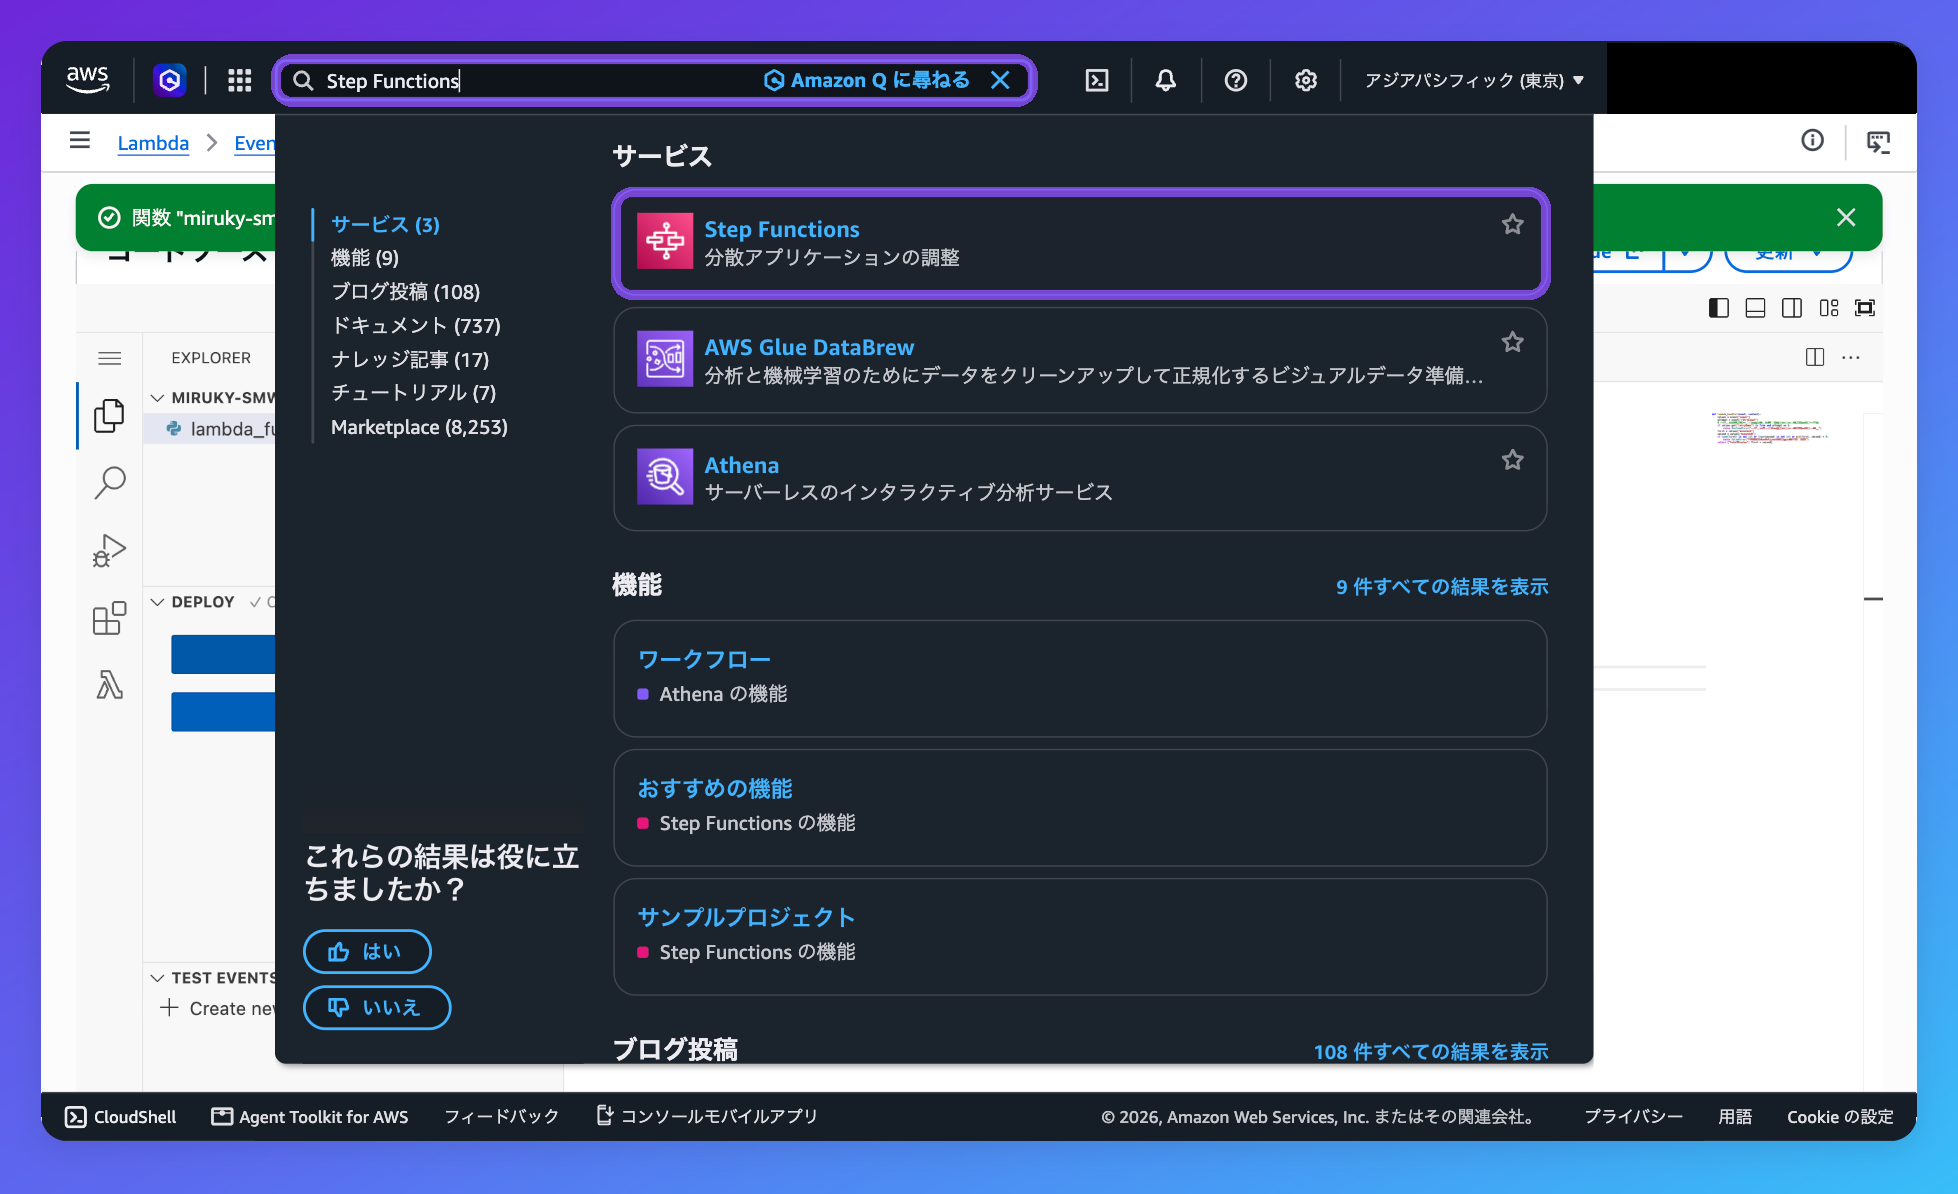 aws
Step Functions
Amazon Q に尋ねる
アジアパシフィック (東京)
Lambda
Even
関数 "miruky-sm
コードソース
更新
サービス
サービス (3)
機能 (9)
ブログ投稿 (108)
ドキュメント (737)
ナレッジ記事 (17)
チュートリアル (7)
Marketplace (8,253)
Step Functions
分散アプリケーションの調整
AWS Glue DataBrew
分析と機械学習のためにデータをクリーンアップして正規化するビジュアルデータ準備...
Athena
サーバーレスのインタラクティブ分析サービス
機能
9 件すべての結果を表示
ワークフロー
Athena の機能
おすすめの機能
Step Functions の機能
サンプルプロジェクト
Step Functions の機能
ブログ投稿
108 件すべての結果を表示
これらの結果は役に立
ちましたか？
はい
いいえ
EXPLORER
MIRUKY-SMW
lambda_fu
DEPLOY
TEST EVENTS
Create new
CloudShell
Agent Toolkit for AWS
フィードバック
コンソールモバイルアプリ
© 2026, Amazon Web Services, Inc. またはその関連会社。
プライバシー
用語
Cookie の設定